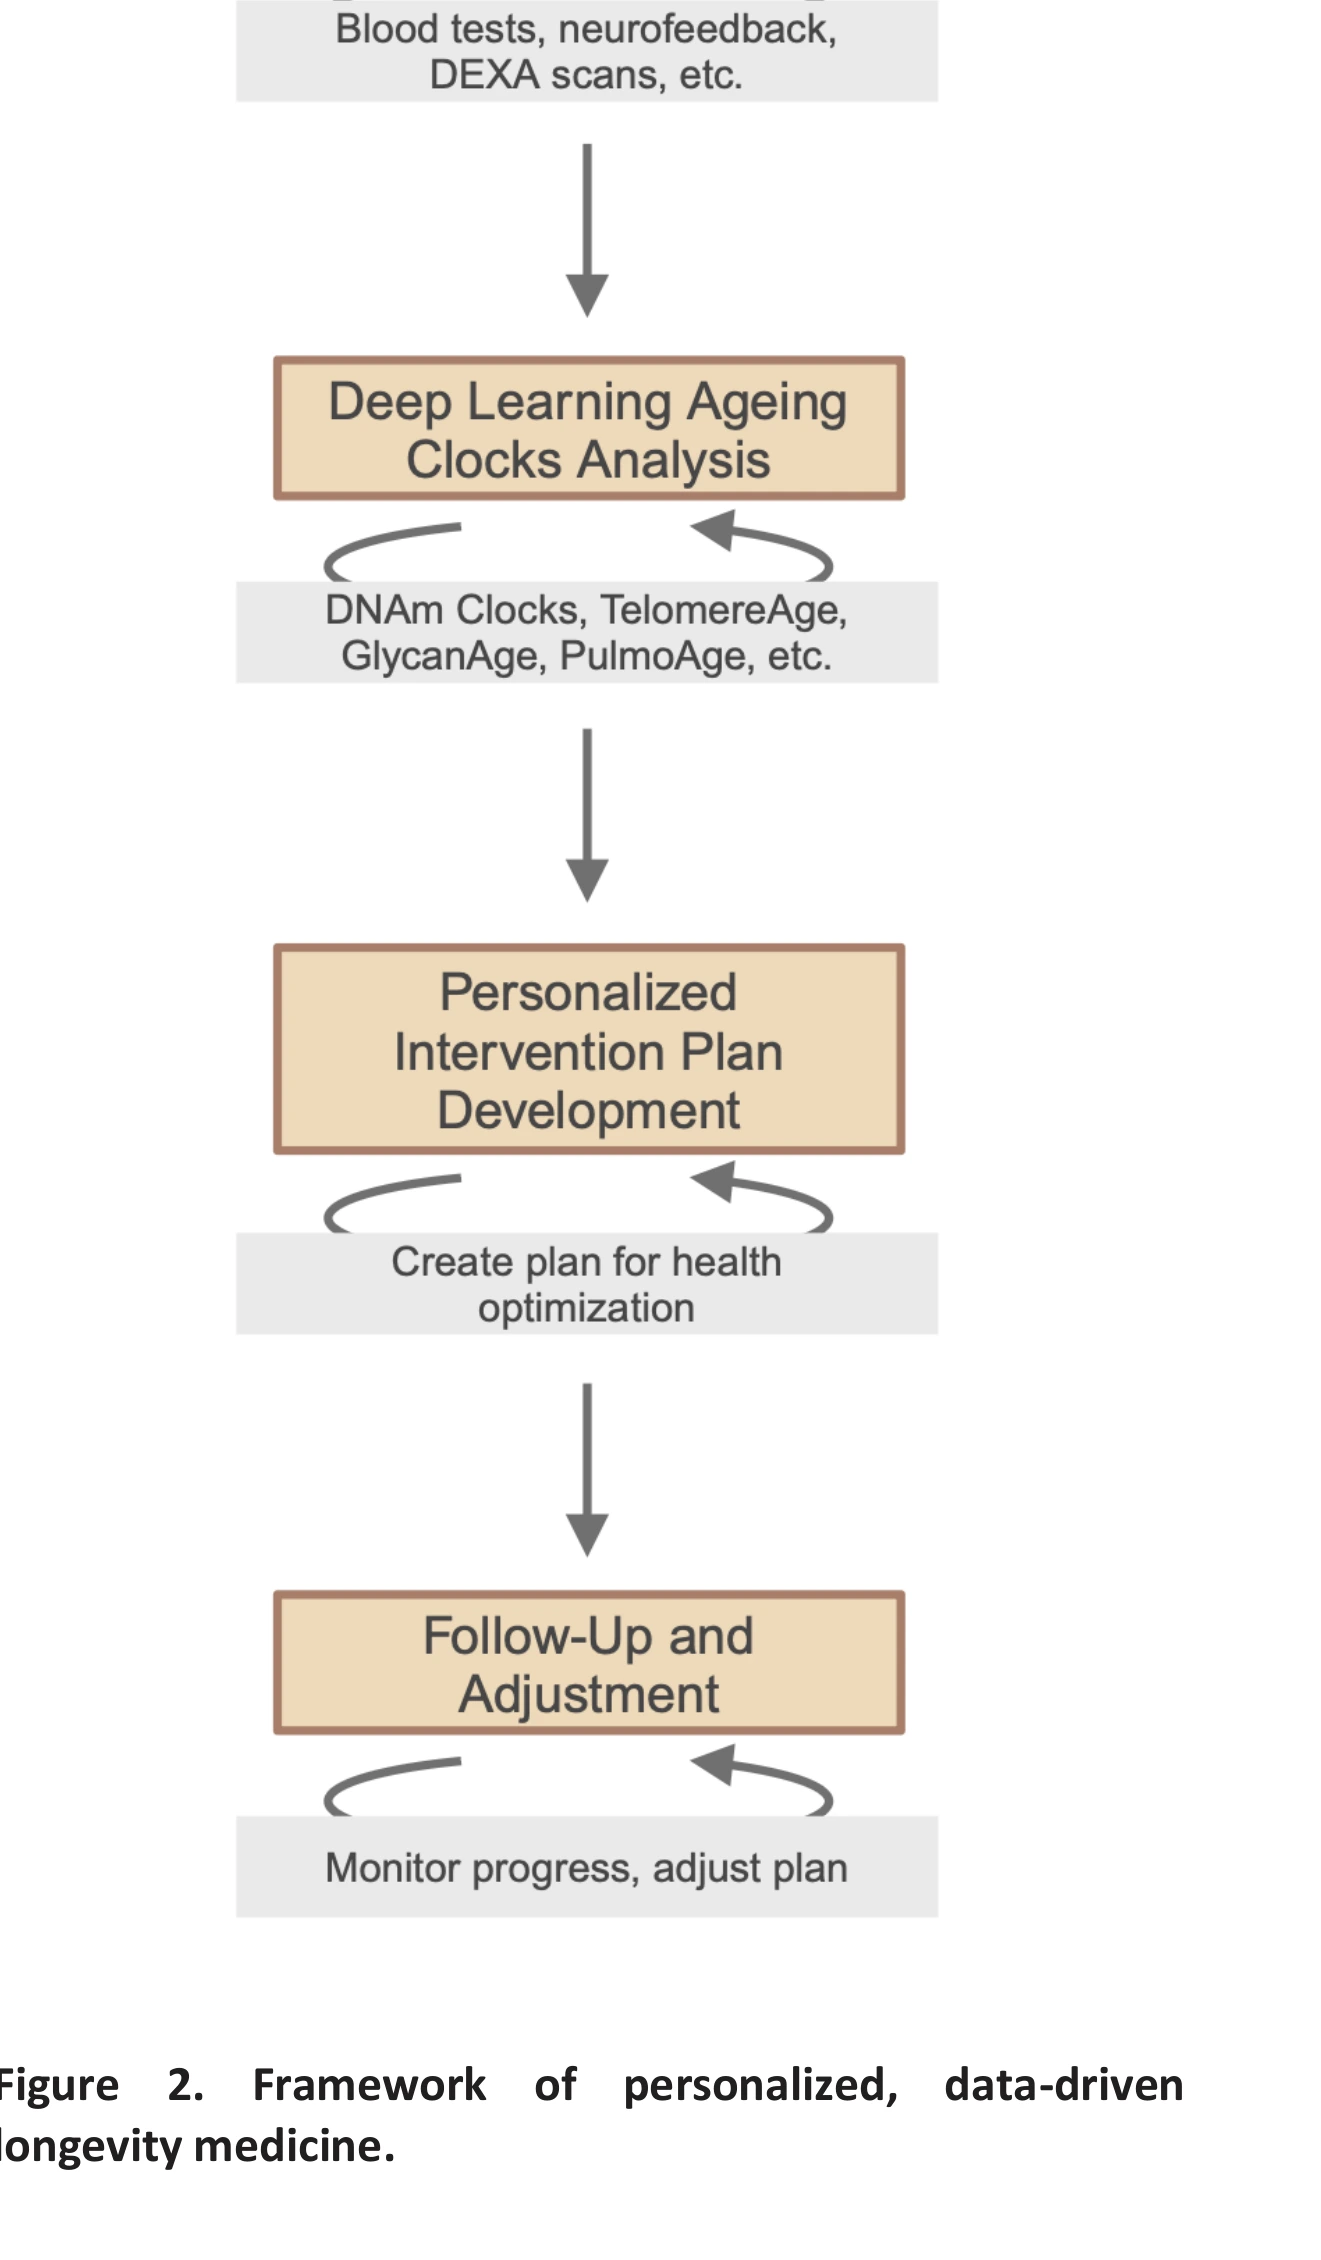 Blood tests, neurofeedback,
DEXA scans, etc.
Deep Learning Ageing
Clocks Analysis
DNAm Clocks, TelomereAge,
GlycanAge, PulmoAge, etc.
Personalized
Intervention Plan
Development
Create plan for health
optimization
Follow-Up and
Adjustment
Monitor progress, adjust plan
Figure 2. Framework of personalized, data-driven
longevity medicine.